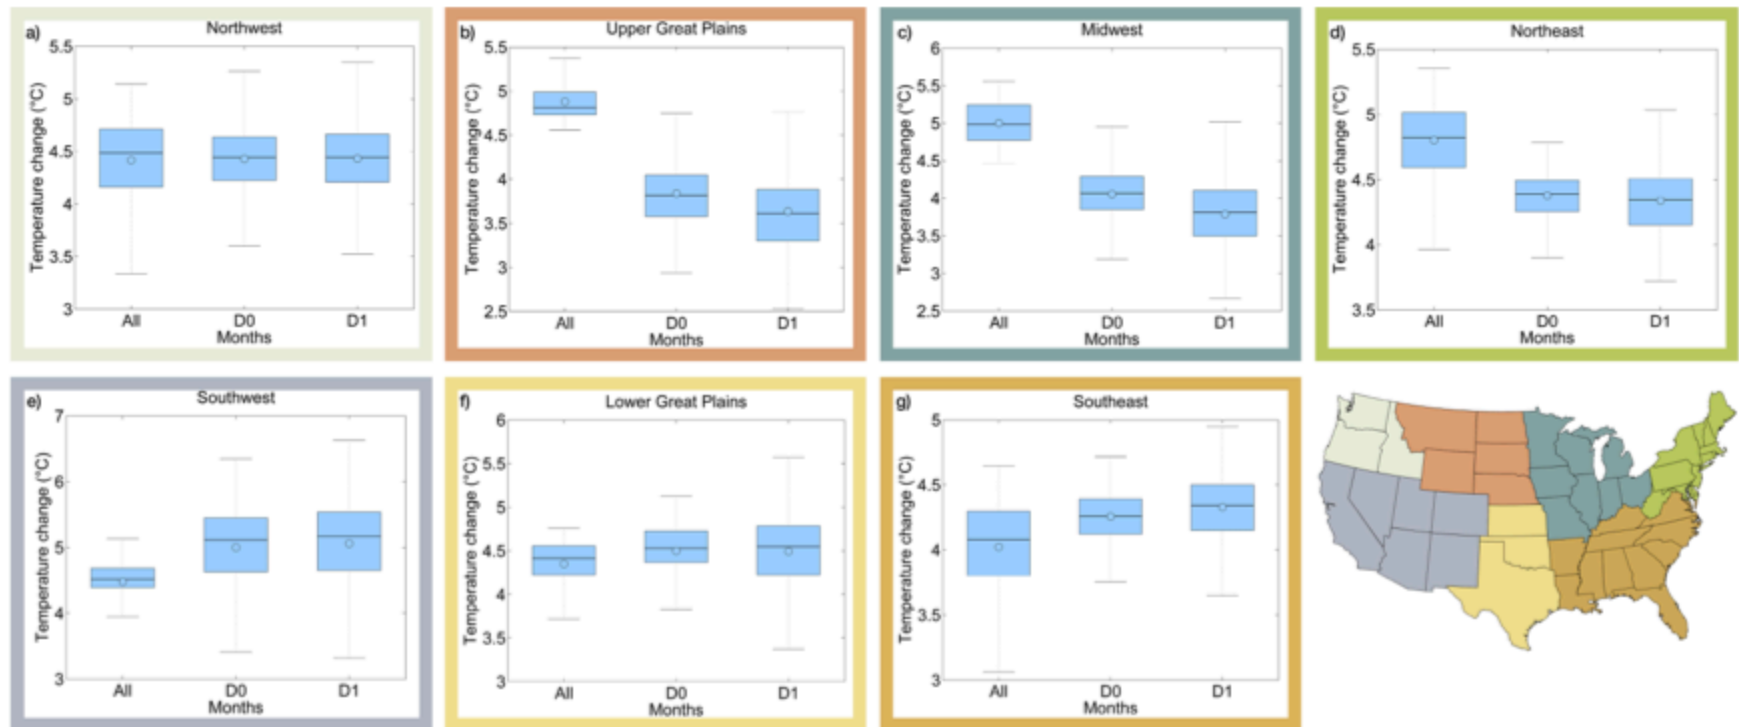 a) Northwest
Temperature change (°C)
5.5
5
4.5
4
3.5
3
All D0 D1
Months
b) Upper Great Plains
Temperature change (°C)
5.5
5
4.5
4
3.5
3
2.5
All D0 D1
Months
c) Midwest
Temperature change (°C)
6
5.5
5
4.5
4
3.5
3
2.5
All D0 D1
Months
d) Northeast
Temperature change (°C)
5.5
5
4.5
4
3.5
All D0 D1
Months
e) Southwest
Temperature change (°C)
7
6
5
4
3
All D0 D1
Months
f) Lower Great Plains
Temperature change (°C)
6
5.5
5
4.5
4
3.5
3
All D0 D1
Months
g) Southeast
Temperature change (°C)
5
4.5
4
3.5
3
All D0 D1
Months